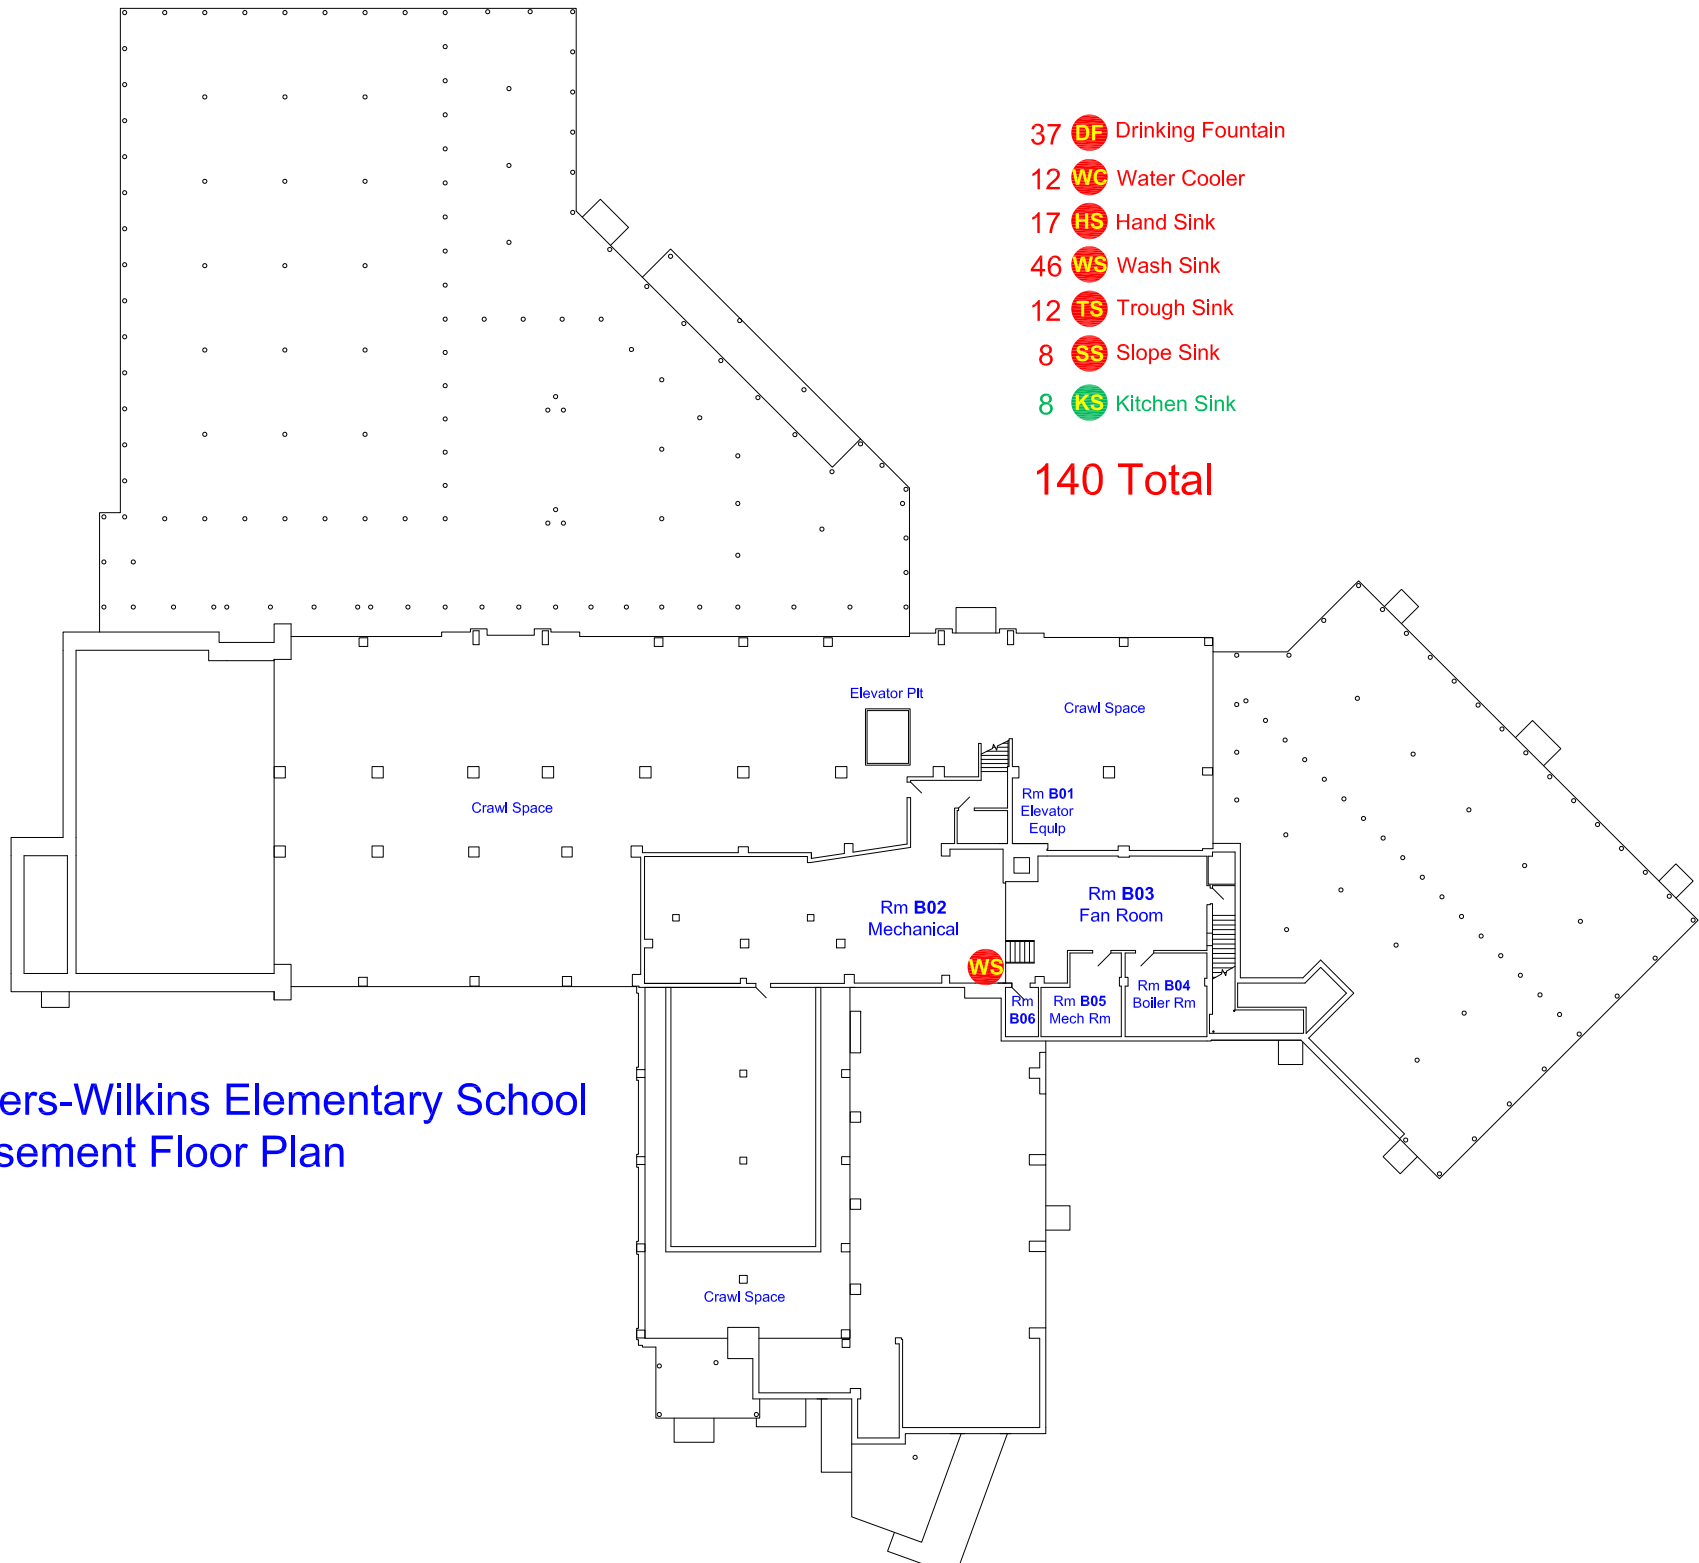 37 DF Drinking Fountain
12 WC Water Cooler
17 HS Hand Sink
46 WS Wash Sink
12 TS Trough Sink
8 SS Slope Sink
8 KS Kitchen Sink
140 Total
Elevator Pit
Crawl Space
Crawl Space
Rm B01
Elevator
Equip
Rm B02
Mechanical
Rm B03
Fan Room
WS
Rm
B06
Rm B05
Mech Rm
Rm B04
Boiler Rm
ers-Wilkins Elementary School
sement Floor Plan
Crawl Space